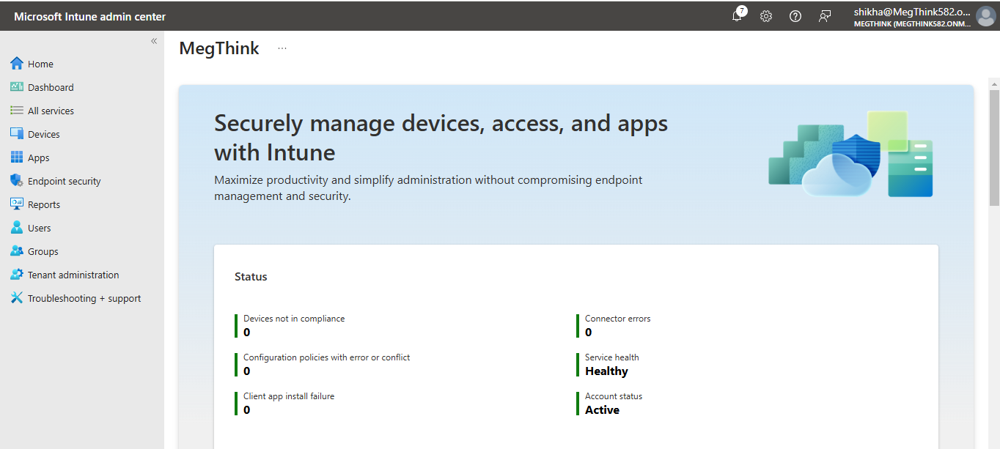 Microsoft Intune admin center
7
shikha@MegThink582.o...
MEGTHINK (MEGTHINK582.ONM...
«
Home
Dashboard
All services
Devices
Apps
Endpoint security
Reports
Users
Groups
Tenant administration
Troubleshooting + support
MegThink ...
Securely manage devices, access, and apps
with Intune
Maximize productivity and simplify administration without compromising endpoint
management and security.
Status
Devices not in compliance
0
Connector errors
0
Configuration policies with error or conflict
0
Service health
Healthy
Client app install failure
0
Account status
Active